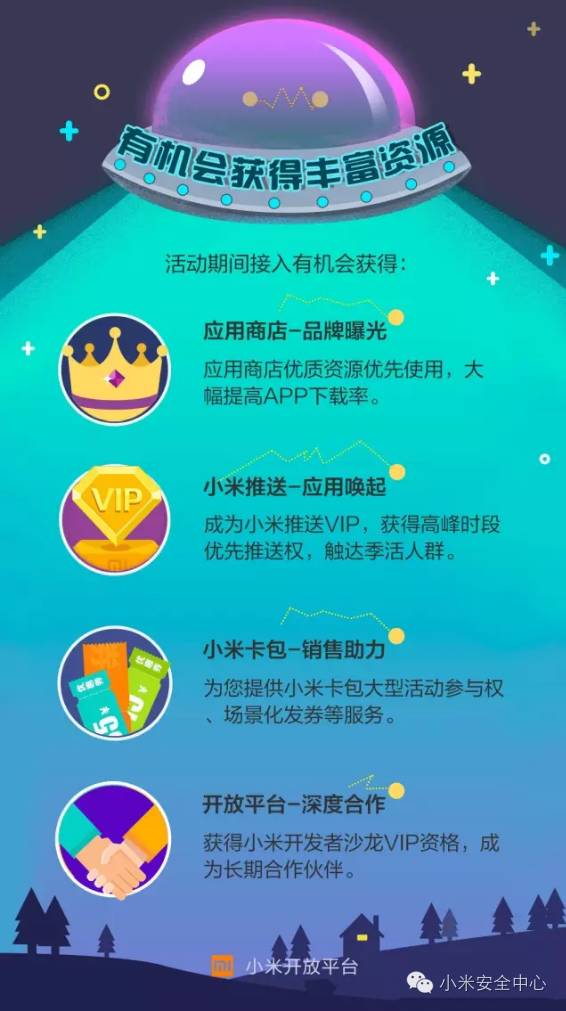 有机会获得丰富资源
活动期间接入有机会获得：
应用商店-品牌曝光
应用商店优质资源优先使用，大
幅提高APP下载率。
VIP
小米推送-应用唤起
成为小米推送VIP，获得高峰时段
优先推送权，触达季活人群。
小米卡包-销售助力
优惠券
优惠券
为您提供小米卡包大型活动参与权
、场景化发券等服务。
开放平台-深度合作
获得小米开发者沙龙VIP资格，成
为长期合作伙伴。
小米开放平台
小米安全中心